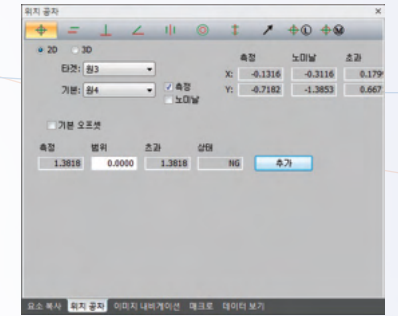 위치 공차
2D 3D
측정 노미날 초과
타겟: 원3
X: -0.1316 -0.3116 0.179
기본: 원4 측정
Y: -0.7182 -1.3853 0.667
노미날
기본 오프셋
측정 범위 초과 상태
1.3818 0.0000 1.3818 NG 추가
요소 복사 위치 공차 이미지 내비게이션 매크로 데이터 보기